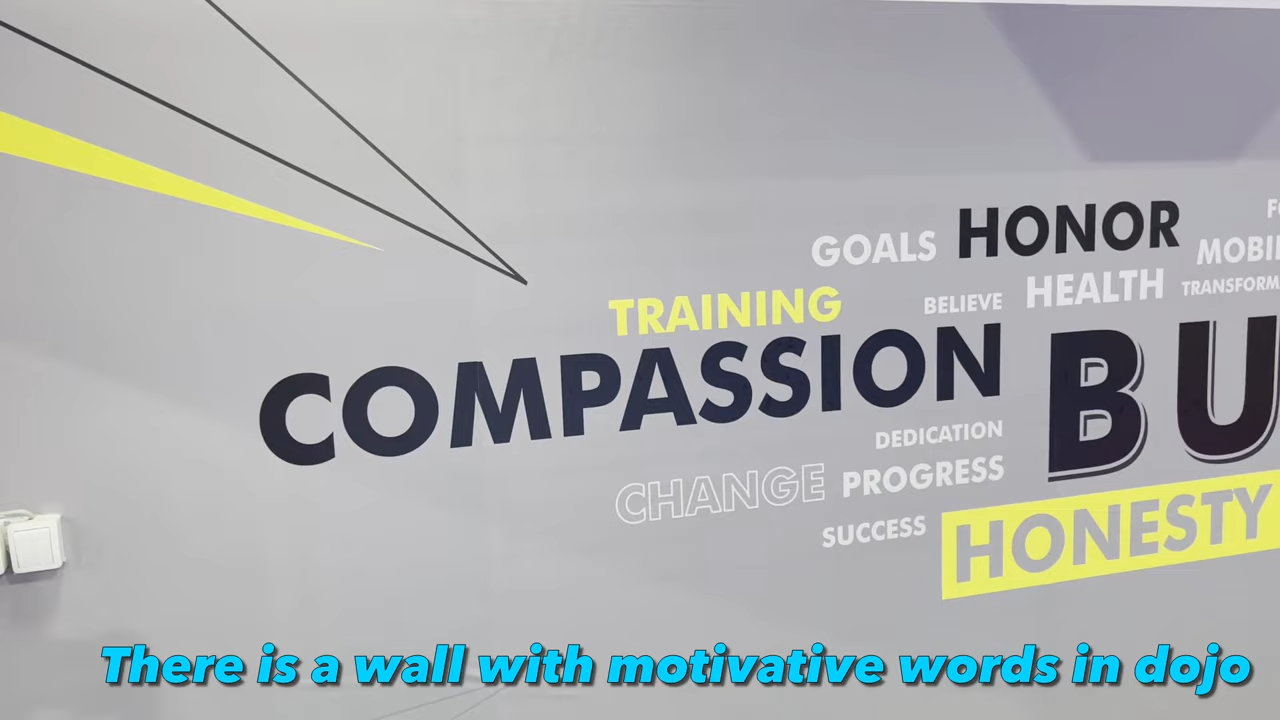 GOALS HONOR
TRAINING BELIEVE HEALTH
COMPASSION
DEDICATION
CHANGE PROGRESS
SUCCESS HONESTY
There is a wall with motivative words in dojo